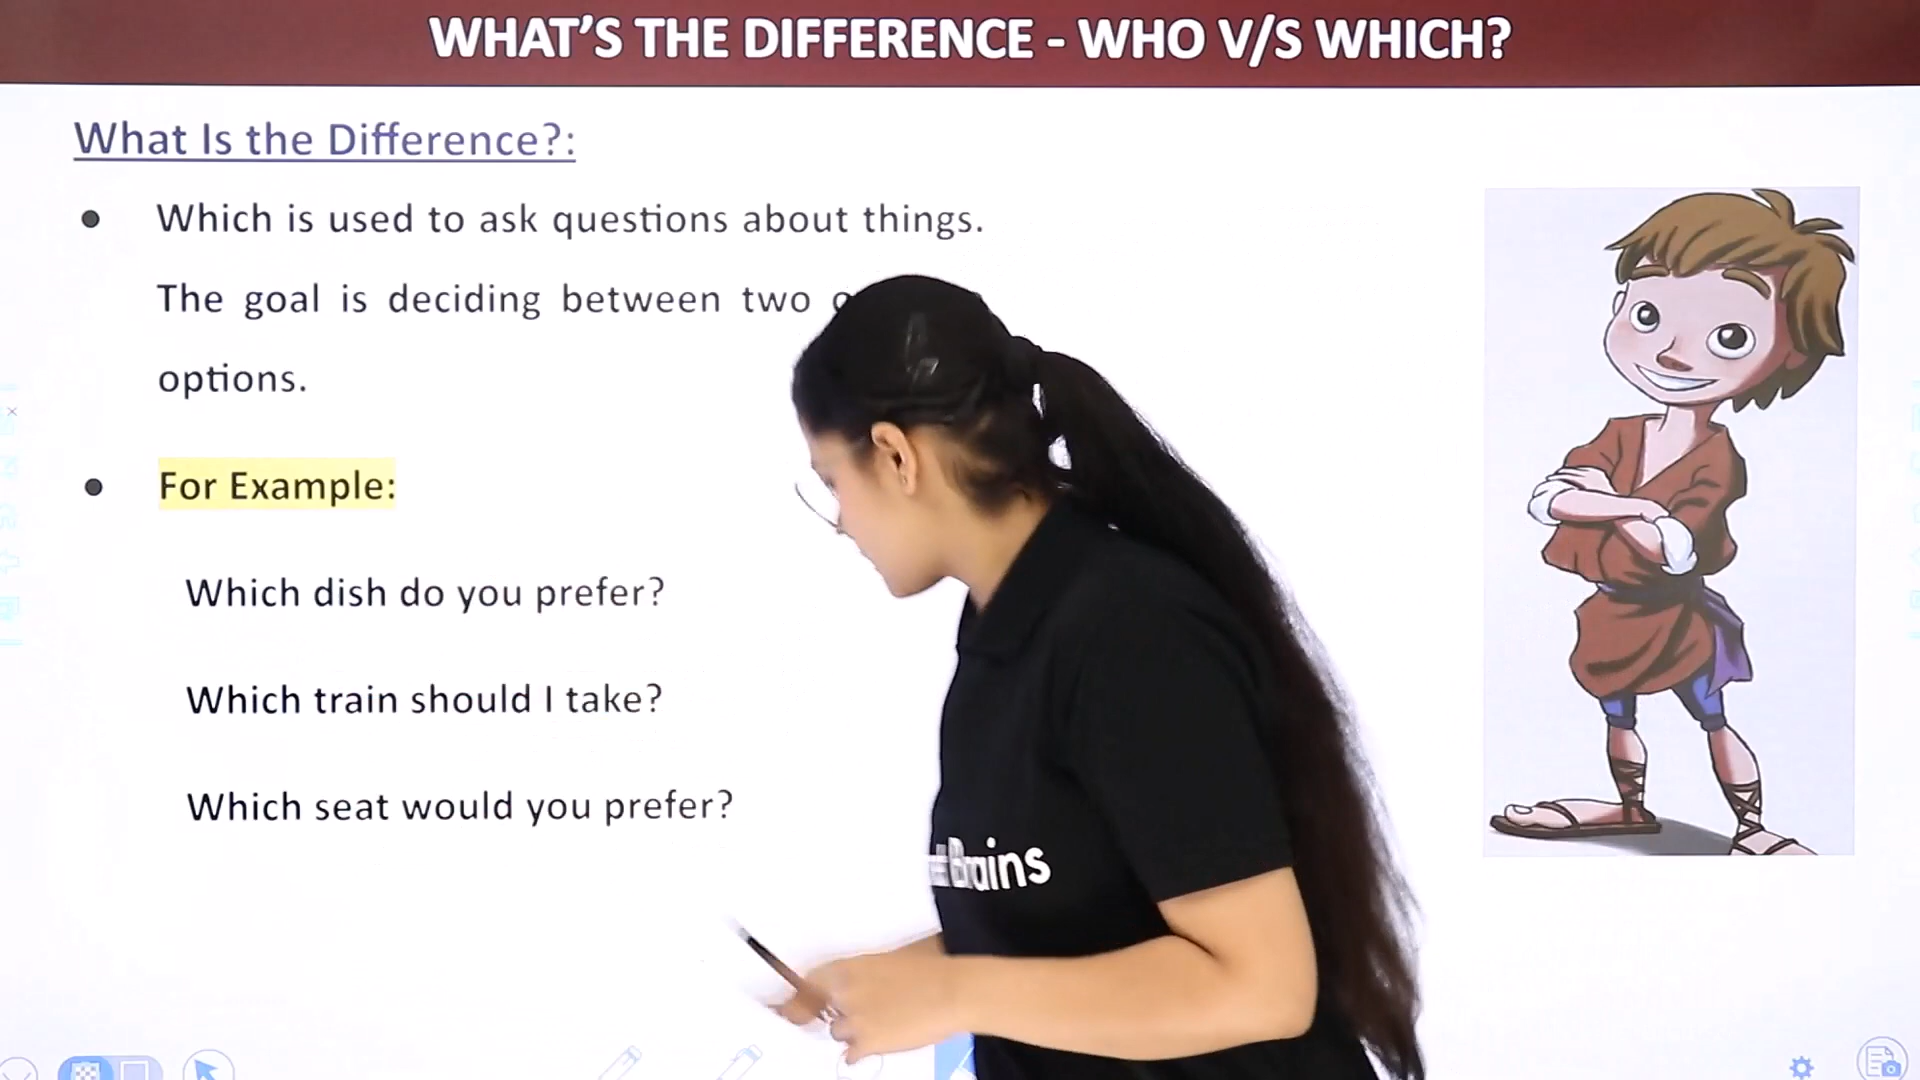 WHAT'S THE DIFFERENCE - WHO V/S WHICH?
What Is the Difference?:
● Which is used to ask questions about things.
The goal is deciding between two
options.
● For Example:
Which dish do you prefer?
Which train should I take?
Which seat would you prefer?
Brains